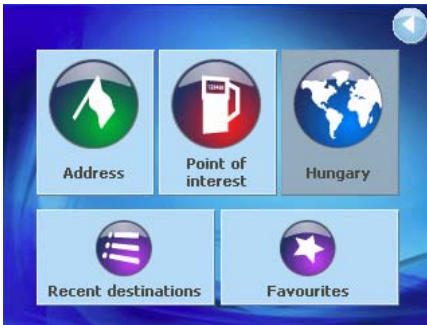 Address
Point of
interest
Hungary
Recent destinations
Favourites